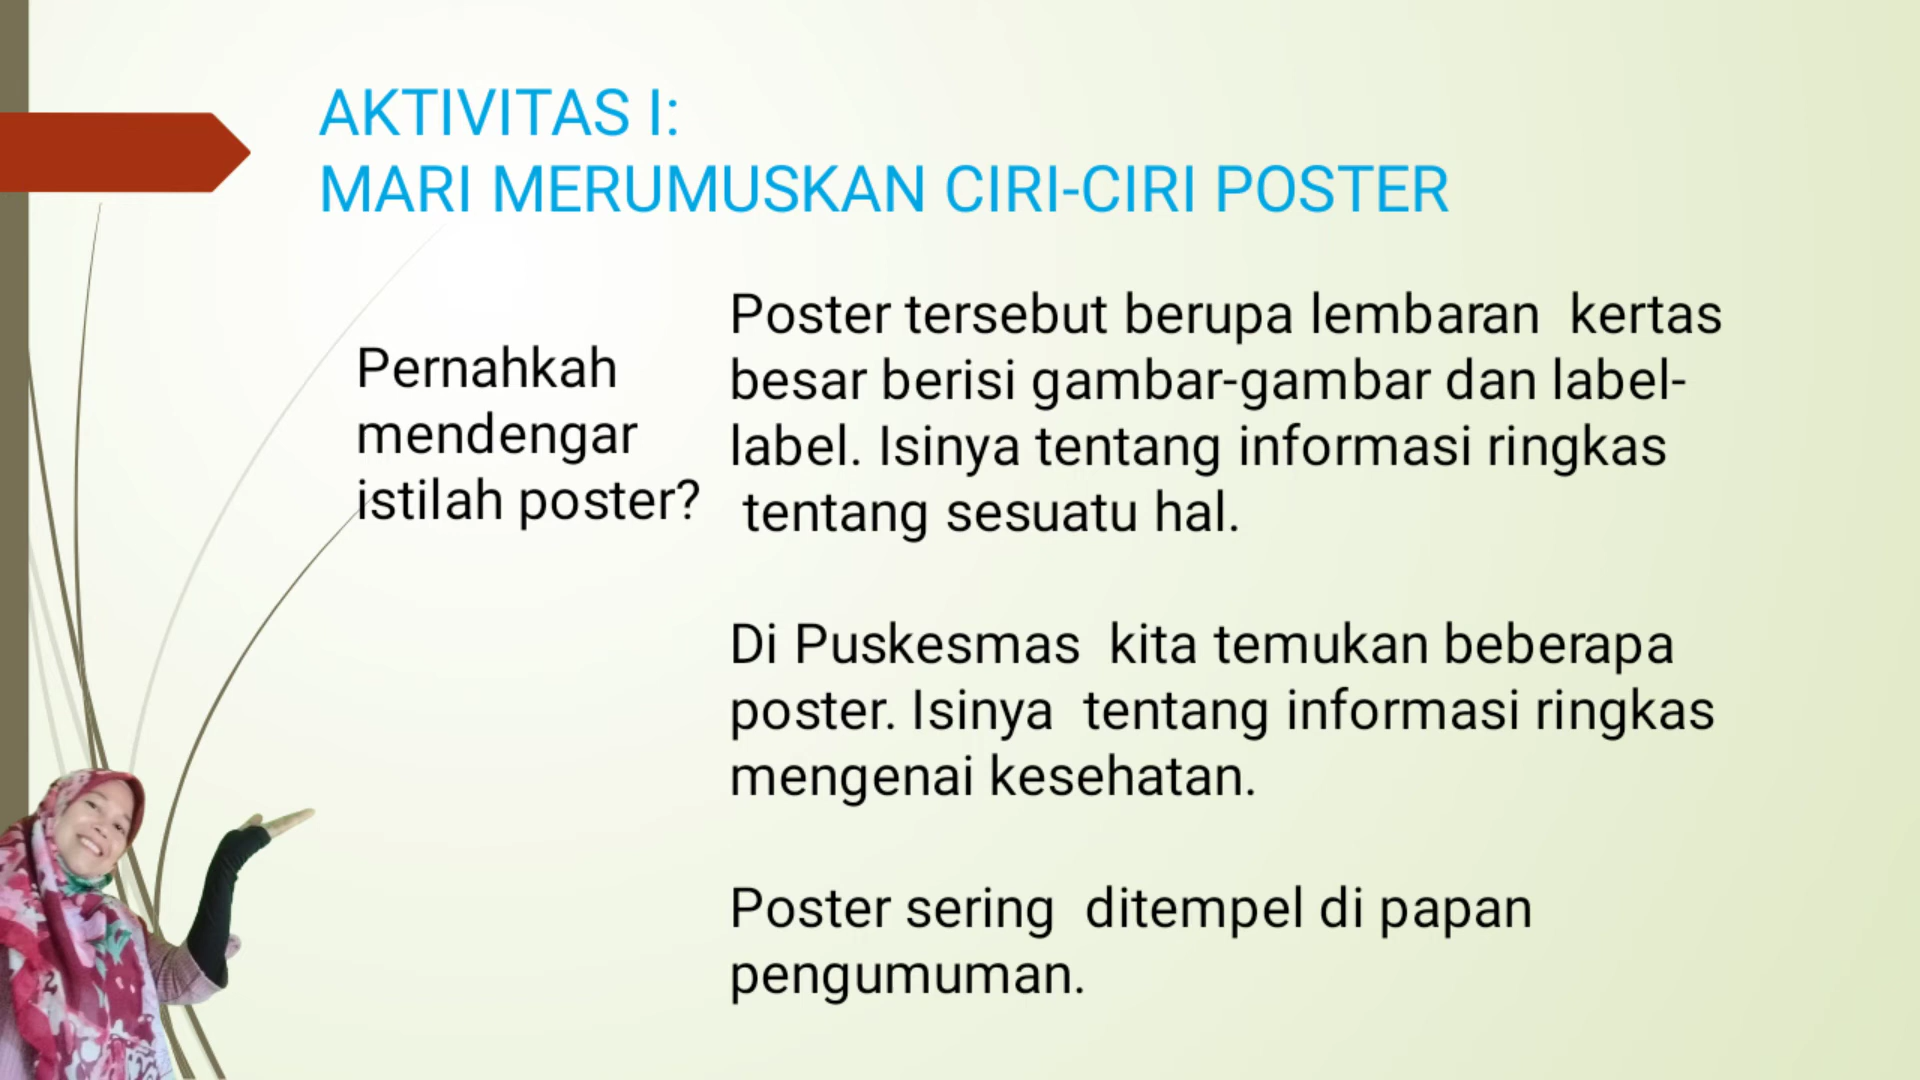 AKTIVITAS I:
MARI MERUMUSKAN CIRI-CIRI POSTER
Pernahkah
mendengar
istilah poster?
Poster tersebut berupa lembaran  kertas
besar berisi gambar-gambar dan label-
label. Isinya tentang informasi ringkas
tentang sesuatu hal.
Di Puskesmas  kita temukan beberapa
poster. Isinya  tentang informasi ringkas
mengenai kesehatan.
Poster sering  ditempel di papan
pengumuman.